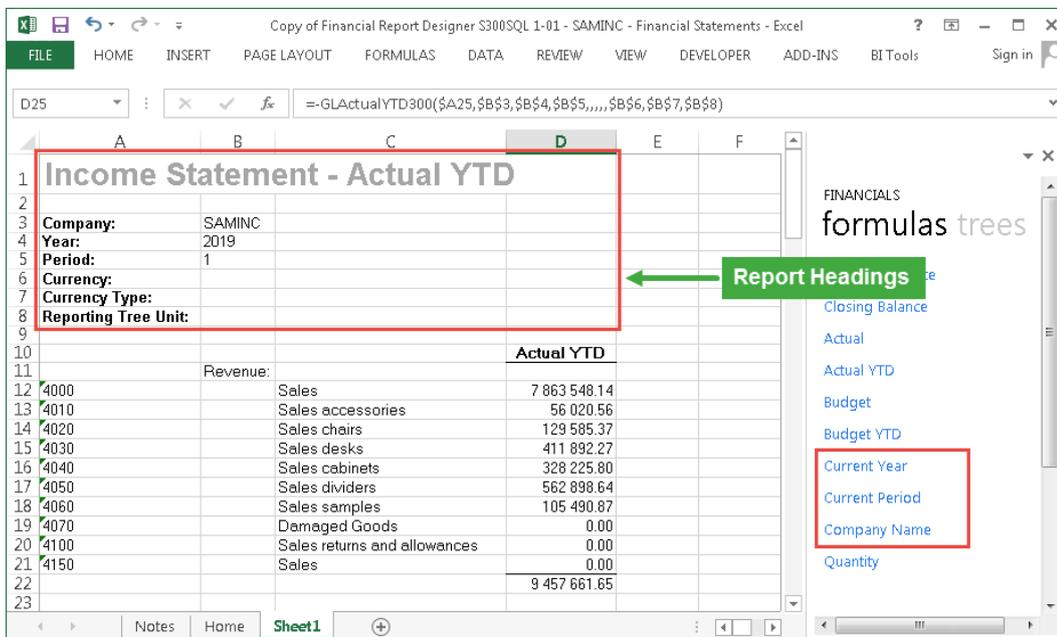 Copy of Financial Report Designer S300SQL 1-01 - SAMINC - Financial Statements - Excel
FILE HOME INSERT PAGE LAYOUT FORMULAS DATA REVIEW VIEW DEVELOPER ADD-INS BI Tools Sign in
D25 fx =-GLActualYTD300($A25,$B$3,$B$4,$B$5,,,,,$B$6,$B$7,$B$8)
A B C D E F
1 Income Statement - Actual YTD
2
3 Company: SAMINC
4 Year: 2019
5 Period: 1
6 Currency:
7 Currency Type:
8 Reporting Tree Unit:
9
10 Actual YTD
11 Revenue:
12 4000 Sales 7 863 548.14
13 4010 Sales accessories 56 020.56
14 4020 Sales chairs 129 585.37
15 4030 Sales desks 411 892.27
16 4040 Sales cabinets 328 225.80
17 4050 Sales dividers 562 898.64
18 4060 Sales samples 105 490.87
19 4070 Damaged Goods 0.00
20 4100 Sales returns and allowances 0.00
21 4150 Sales 0.00
22 9 457 661.65
23
Report Headings
FINANCIALS
formulas trees
Closing Balance
Actual
Actual YTD
Budget
Budget YTD
Current Year
Current Period
Company Name
Quantity
Notes Home Sheet1